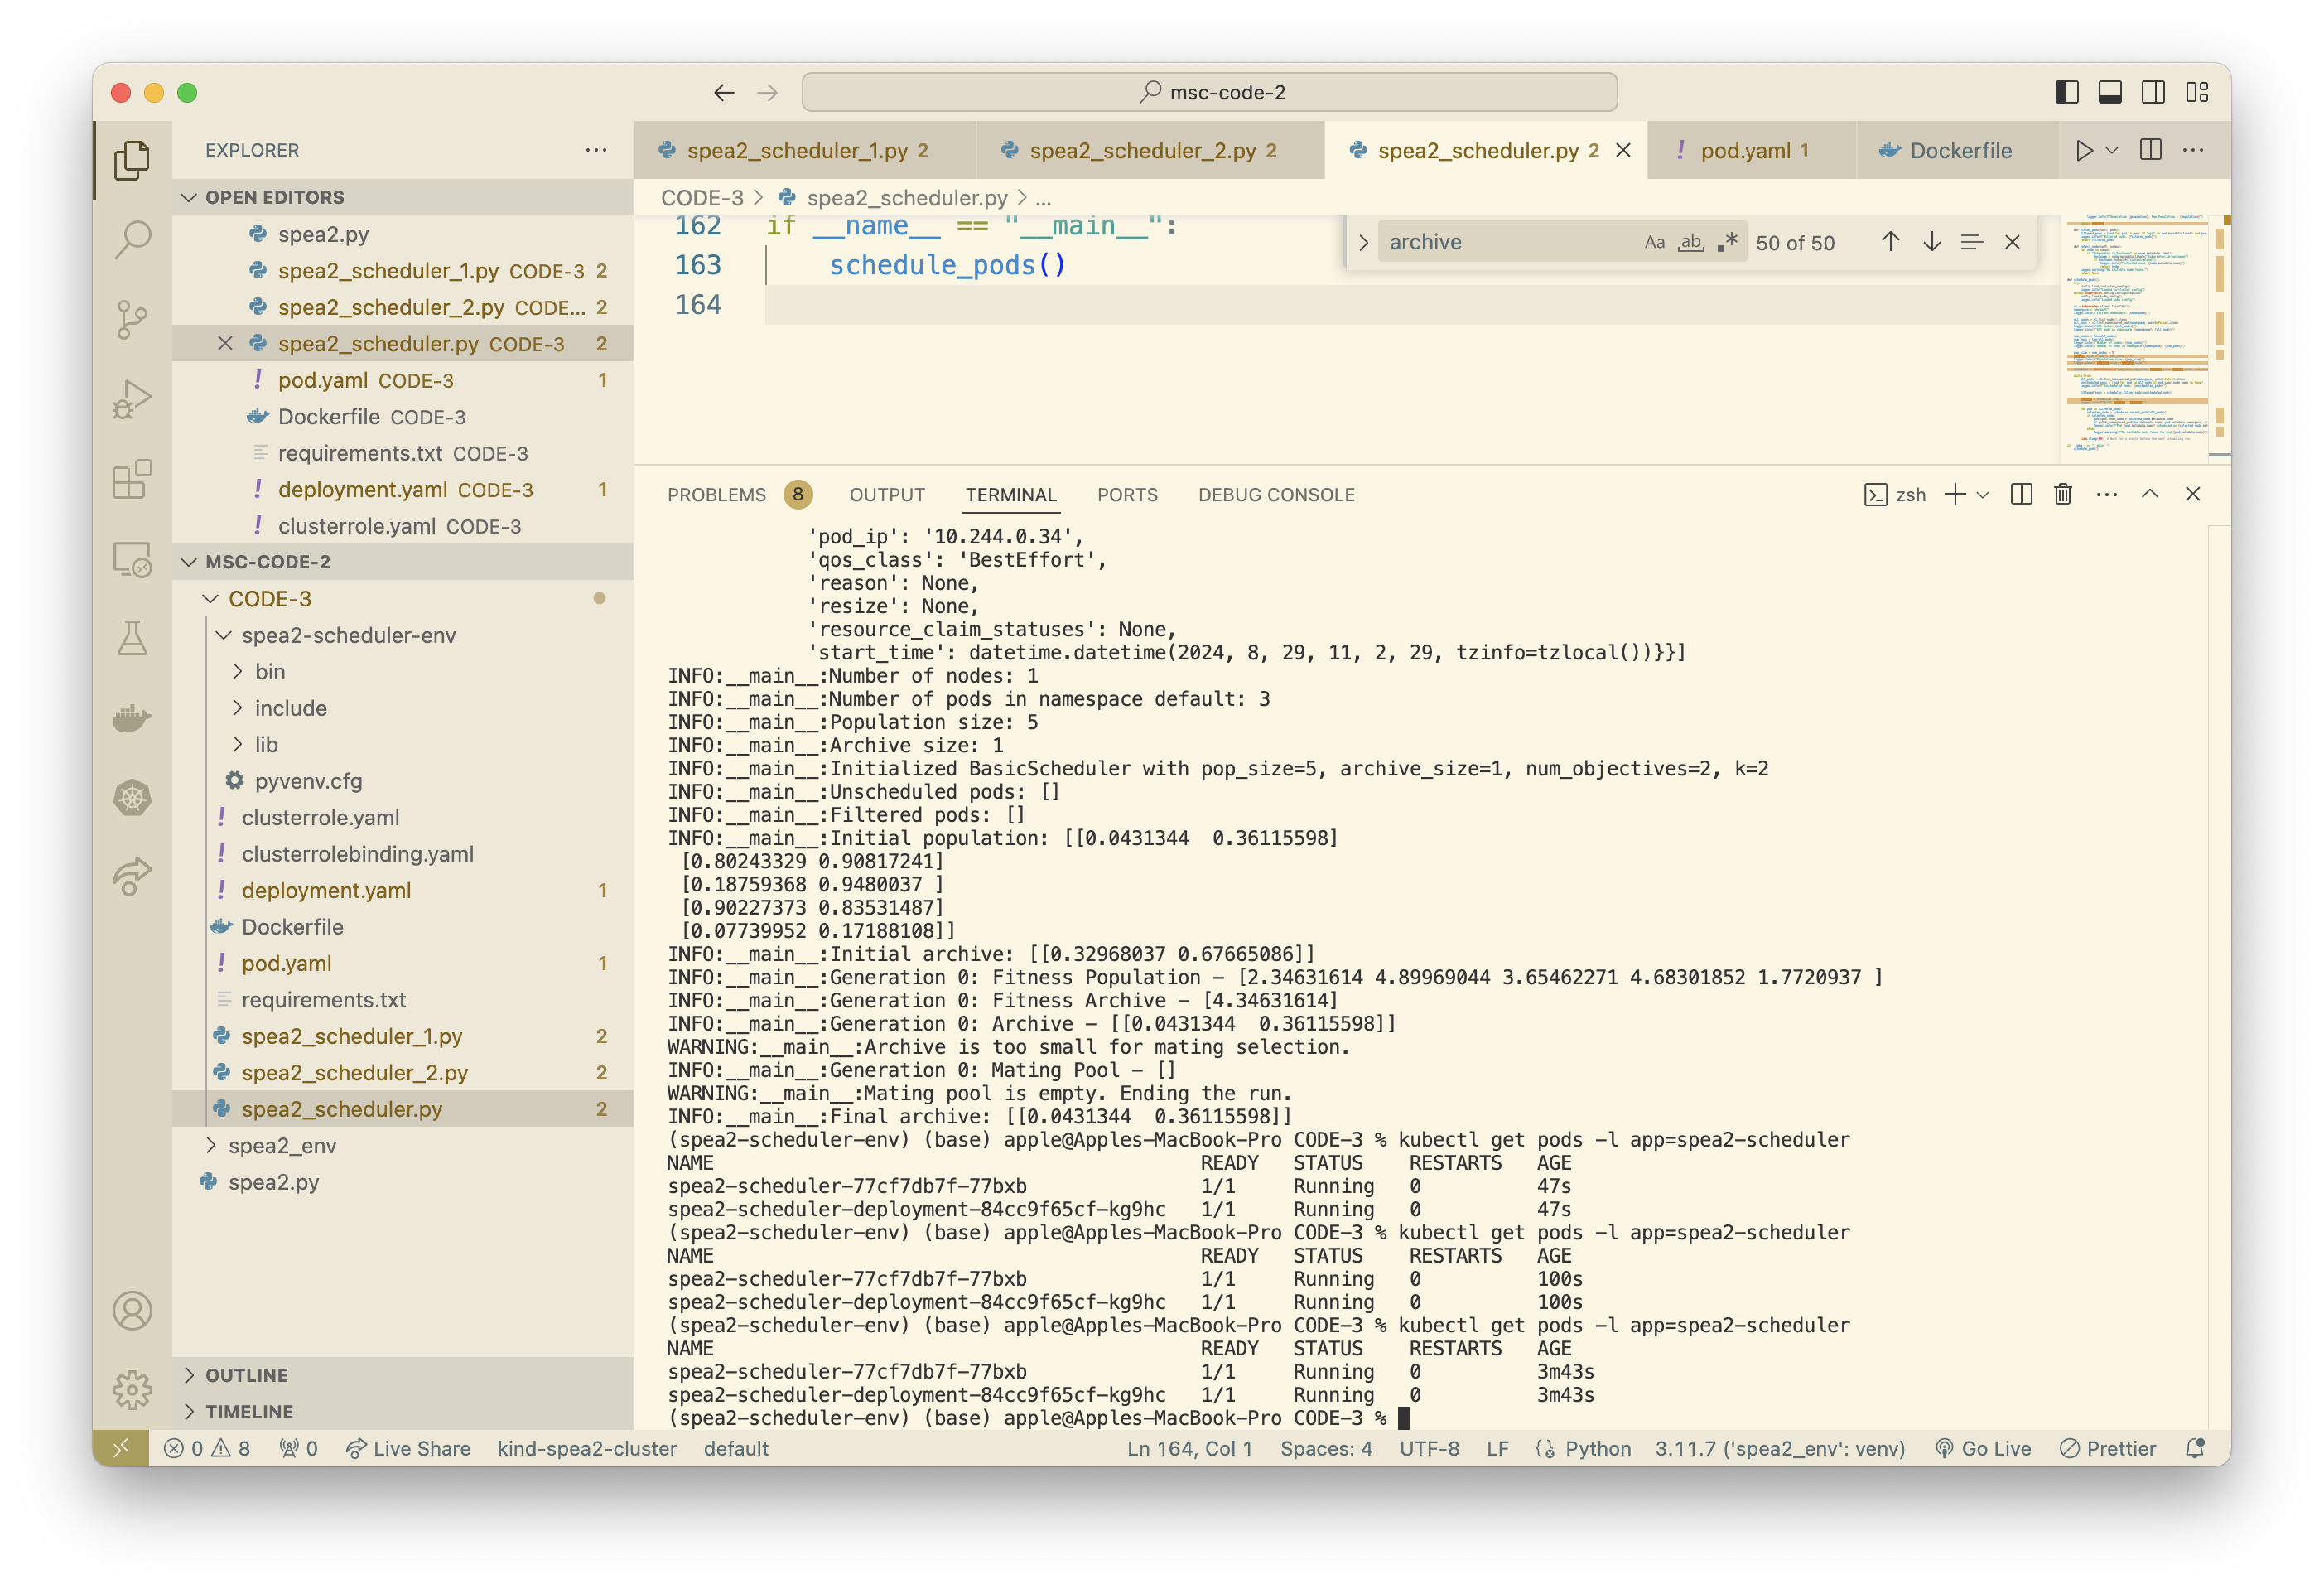 msc-code-2
EXPLORER
OPEN EDITORS
spea2.py
spea2_scheduler_1.py CODE-3 2
spea2_scheduler_2.py CODE... 2
spea2_scheduler.py CODE-3 2
pod.yaml CODE-3 1
Dockerfile CODE-3
requirements.txt CODE-3
deployment.yaml CODE-3 1
clusterrole.yaml CODE-3
MSC-CODE-2
CODE-3
spea2-scheduler-env
bin
include
lib
pyvenv.cfg
clusterrole.yaml
clusterrolebinding.yaml
deployment.yaml 1
Dockerfile
pod.yaml 1
requirements.txt
spea2_scheduler_1.py 2
spea2_scheduler_2.py 2
spea2_scheduler.py 2
spea2_env
spea2.py
OUTLINE
TIMELINE
spea2_scheduler_1.py 2 spea2_scheduler_2.py 2 spea2_scheduler.py 2 pod.yaml 1 Dockerfile
CODE-3 > spea2_scheduler.py > ...
162 if __name__ == "__main__":
163 schedule_pods()
164
archive Aa ab 50 of 50
PROBLEMS 8 OUTPUT TERMINAL PORTS DEBUG CONSOLE zsh
'pod_ip': '10.244.0.34',
'qos_class': 'BestEffort',
'reason': None,
'resize': None,
'resource_claim_statuses': None,
'start_time': datetime.datetime(2024, 8, 29, 11, 2, 29, tzinfo=tzlocal())}}]
INFO:__main__:Number of nodes: 1
INFO:__main__:Number of pods in namespace default: 3
INFO:__main__:Population size: 5
INFO:__main__:Archive size: 1
INFO:__main__:Initialized BasicScheduler with pop_size=5, archive_size=1, num_objectives=2, k=2
INFO:__main__:Unscheduled pods: []
INFO:__main__:Filtered pods: []
INFO:__main__:Initial population: [[0.0431344  0.36115598]
[0.80243329 0.90817241]
[0.18759368 0.9480037 ]
[0.90227373 0.83531487]
[0.07739952 0.17188108]]
INFO:__main__:Initial archive: [[0.32968037 0.67665086]]
INFO:__main__:Generation 0: Fitness Population - [2.34631614 4.89969044 3.65462271 4.68301852 1.7720937 ]
INFO:__main__:Generation 0: Fitness Archive - [4.34631614]
INFO:__main__:Generation 0: Archive - [[0.0431344  0.36115598]]
WARNING:__main__:Archive is too small for mating selection.
INFO:__main__:Generation 0: Mating Pool - []
WARNING:__main__:Mating pool is empty. Ending the run.
INFO:__main__:Final archive: [[0.0431344  0.36115598]]
(spea2-scheduler-env) (base) apple@Apples-MacBook-Pro CODE-3 % kubectl get pods -l app=spea2-scheduler
NAME READY STATUS RESTARTS AGE
spea2-scheduler-77cf7db7f-77bxb 1/1 Running 0 47s
spea2-scheduler-deployment-84cc9f65cf-kg9hc 1/1 Running 0 47s
(spea2-scheduler-env) (base) apple@Apples-MacBook-Pro CODE-3 % kubectl get pods -l app=spea2-scheduler
NAME READY STATUS RESTARTS AGE
spea2-scheduler-77cf7db7f-77bxb 1/1 Running 0 100s
spea2-scheduler-deployment-84cc9f65cf-kg9hc 1/1 Running 0 100s
(spea2-scheduler-env) (base) apple@Apples-MacBook-Pro CODE-3 % kubectl get pods -l app=spea2-scheduler
NAME READY STATUS RESTARTS AGE
spea2-scheduler-77cf7db7f-77bxb 1/1 Running 0 3m43s
spea2-scheduler-deployment-84cc9f65cf-kg9hc 1/1 Running 0 3m43s
(spea2-scheduler-env) (base) apple@Apples-MacBook-Pro CODE-3 %
0 8 0 Live Share kind-spea2-cluster default Ln 164, Col 1 Spaces: 4 UTF-8 LF Python 3.11.7 ('spea2_env': venv) Go Live Prettier